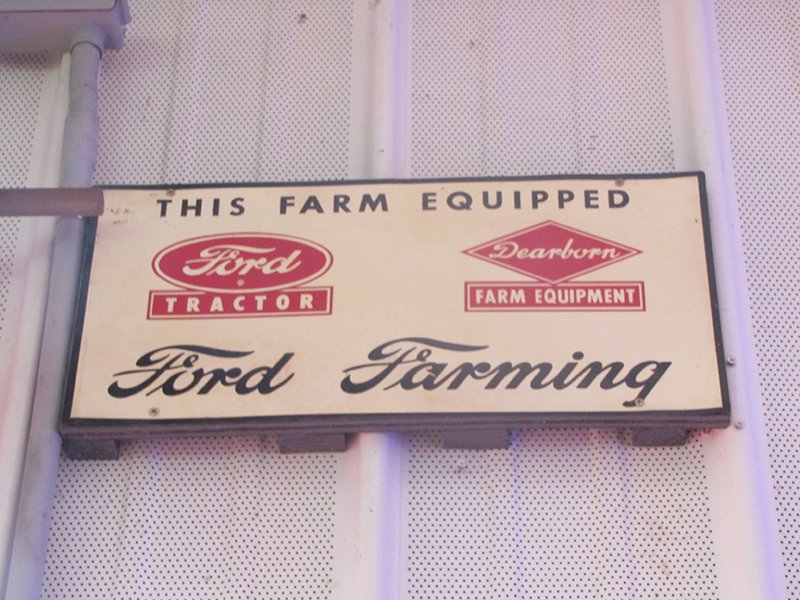 THIS FARM EQUIPPED
Ford
TRACTOR
Dearborn
FARM EQUIPMENT
Ford Farming